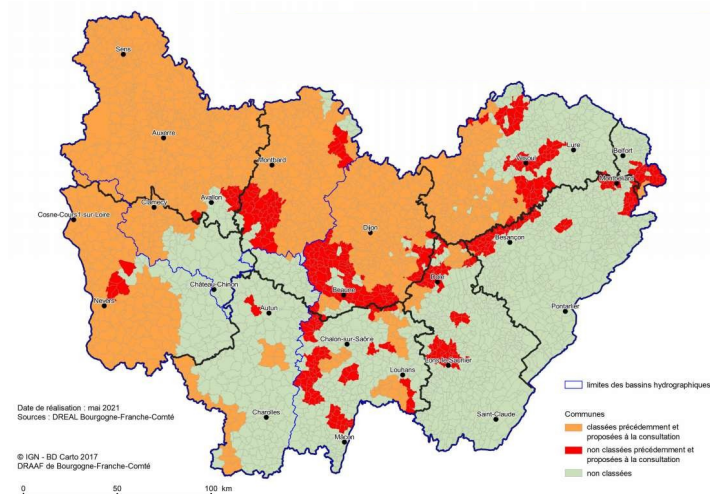 Sens
Auxerre
Montbard
Vesoul
Lure
Belfort
Montbéliard
Clamecy
Avallon
Cosne-Cours-sur-Loire
Dijon
Besançon
Château-Chinon
Nevers
Beaune
Dole
Autun
Pontarlier
Chalon-sur-Saône
Lons-le-Saunier
Louhans
limites des bassins hydrographiques
Date de réalisation : mai 2021
Sources : DREAL Bourgogne-Franche-Comté
Charolles
Saint-Claude
Mâcon
Communes
classées précédemment et
proposées à la consultation
non classées précédemment et
proposées à la consultation
non classées
© IGN - BD Carto 2017
DRAAF de Bourgogne-Franche-Comté
0 50 100 km